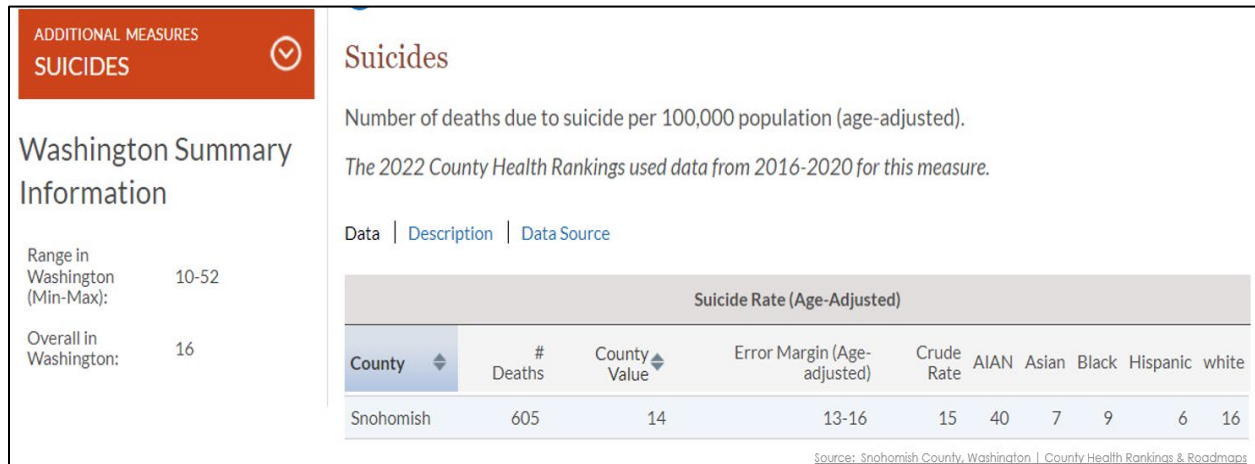 ADDITIONAL MEASURES
SUICIDES
Washington Summary
Information
Range in
Washington
(Min-Max):
10-52
Overall in
Washington:
16
Suicides
Number of deaths due to suicide per 100,000 population (age-adjusted).
The 2022 County Health Rankings used data from 2016-2020 for this measure.
Data | Description | Data Source
Suicide Rate (Age-Adjusted)
County # Deaths County Value Error Margin (Age-adjusted) Crude Rate AIAN Asian Black Hispanic white
Snohomish 605 14 13-16 15 40 7 9 6 16
Source: Snohomish County, Washington | County Health Rankings & Roadmaps